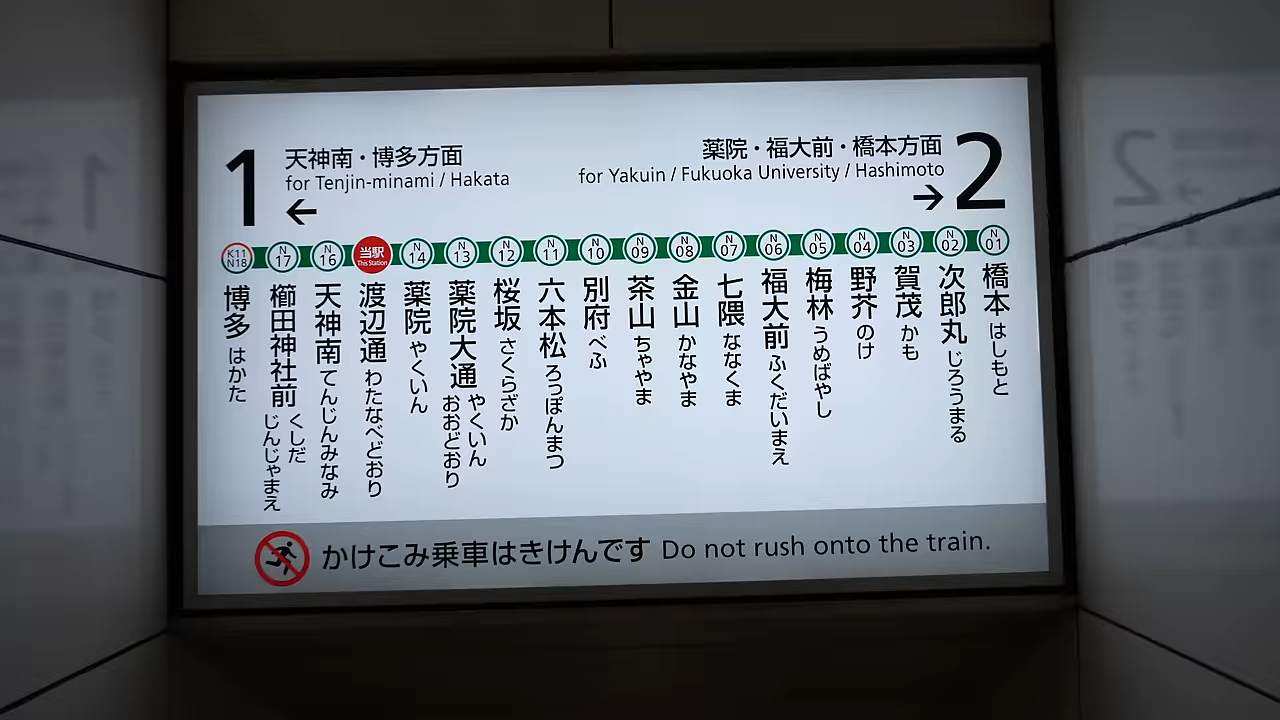 1
天神南・博多方面
for Tenjin-minami / Hakata
←
薬院・福大前・橋本方面
for Yakuin / Fukuoka University / Hashimoto
→
2
K11 N18
N 17
N 16
当駅 This Station
N 14
N 13
N 12
N 11
N 10
N 09
N 08
N 07
N 06
N 05
N 04
N 03
N 02
N 01
博多 はかた
櫛田神社前 くしだ
じんじゃまえ
天神南 てんじんみなみ
渡辺通 わたなべどおり
薬院 やくいん
薬院大通 やくいん
おおどおり
桜坂 さくらざか
六本松 ろっぽんまつ
別府 べふ
茶山 ちゃやま
金山 かなやま
七隈 ななくま
福大前 ふくだいまえ
梅林 うめばやし
野芥 のけ
賀茂 かも
次郎丸 じろうまる
橋本 はしもと
かけこみ乗車はきけんです Do not rush onto the train.